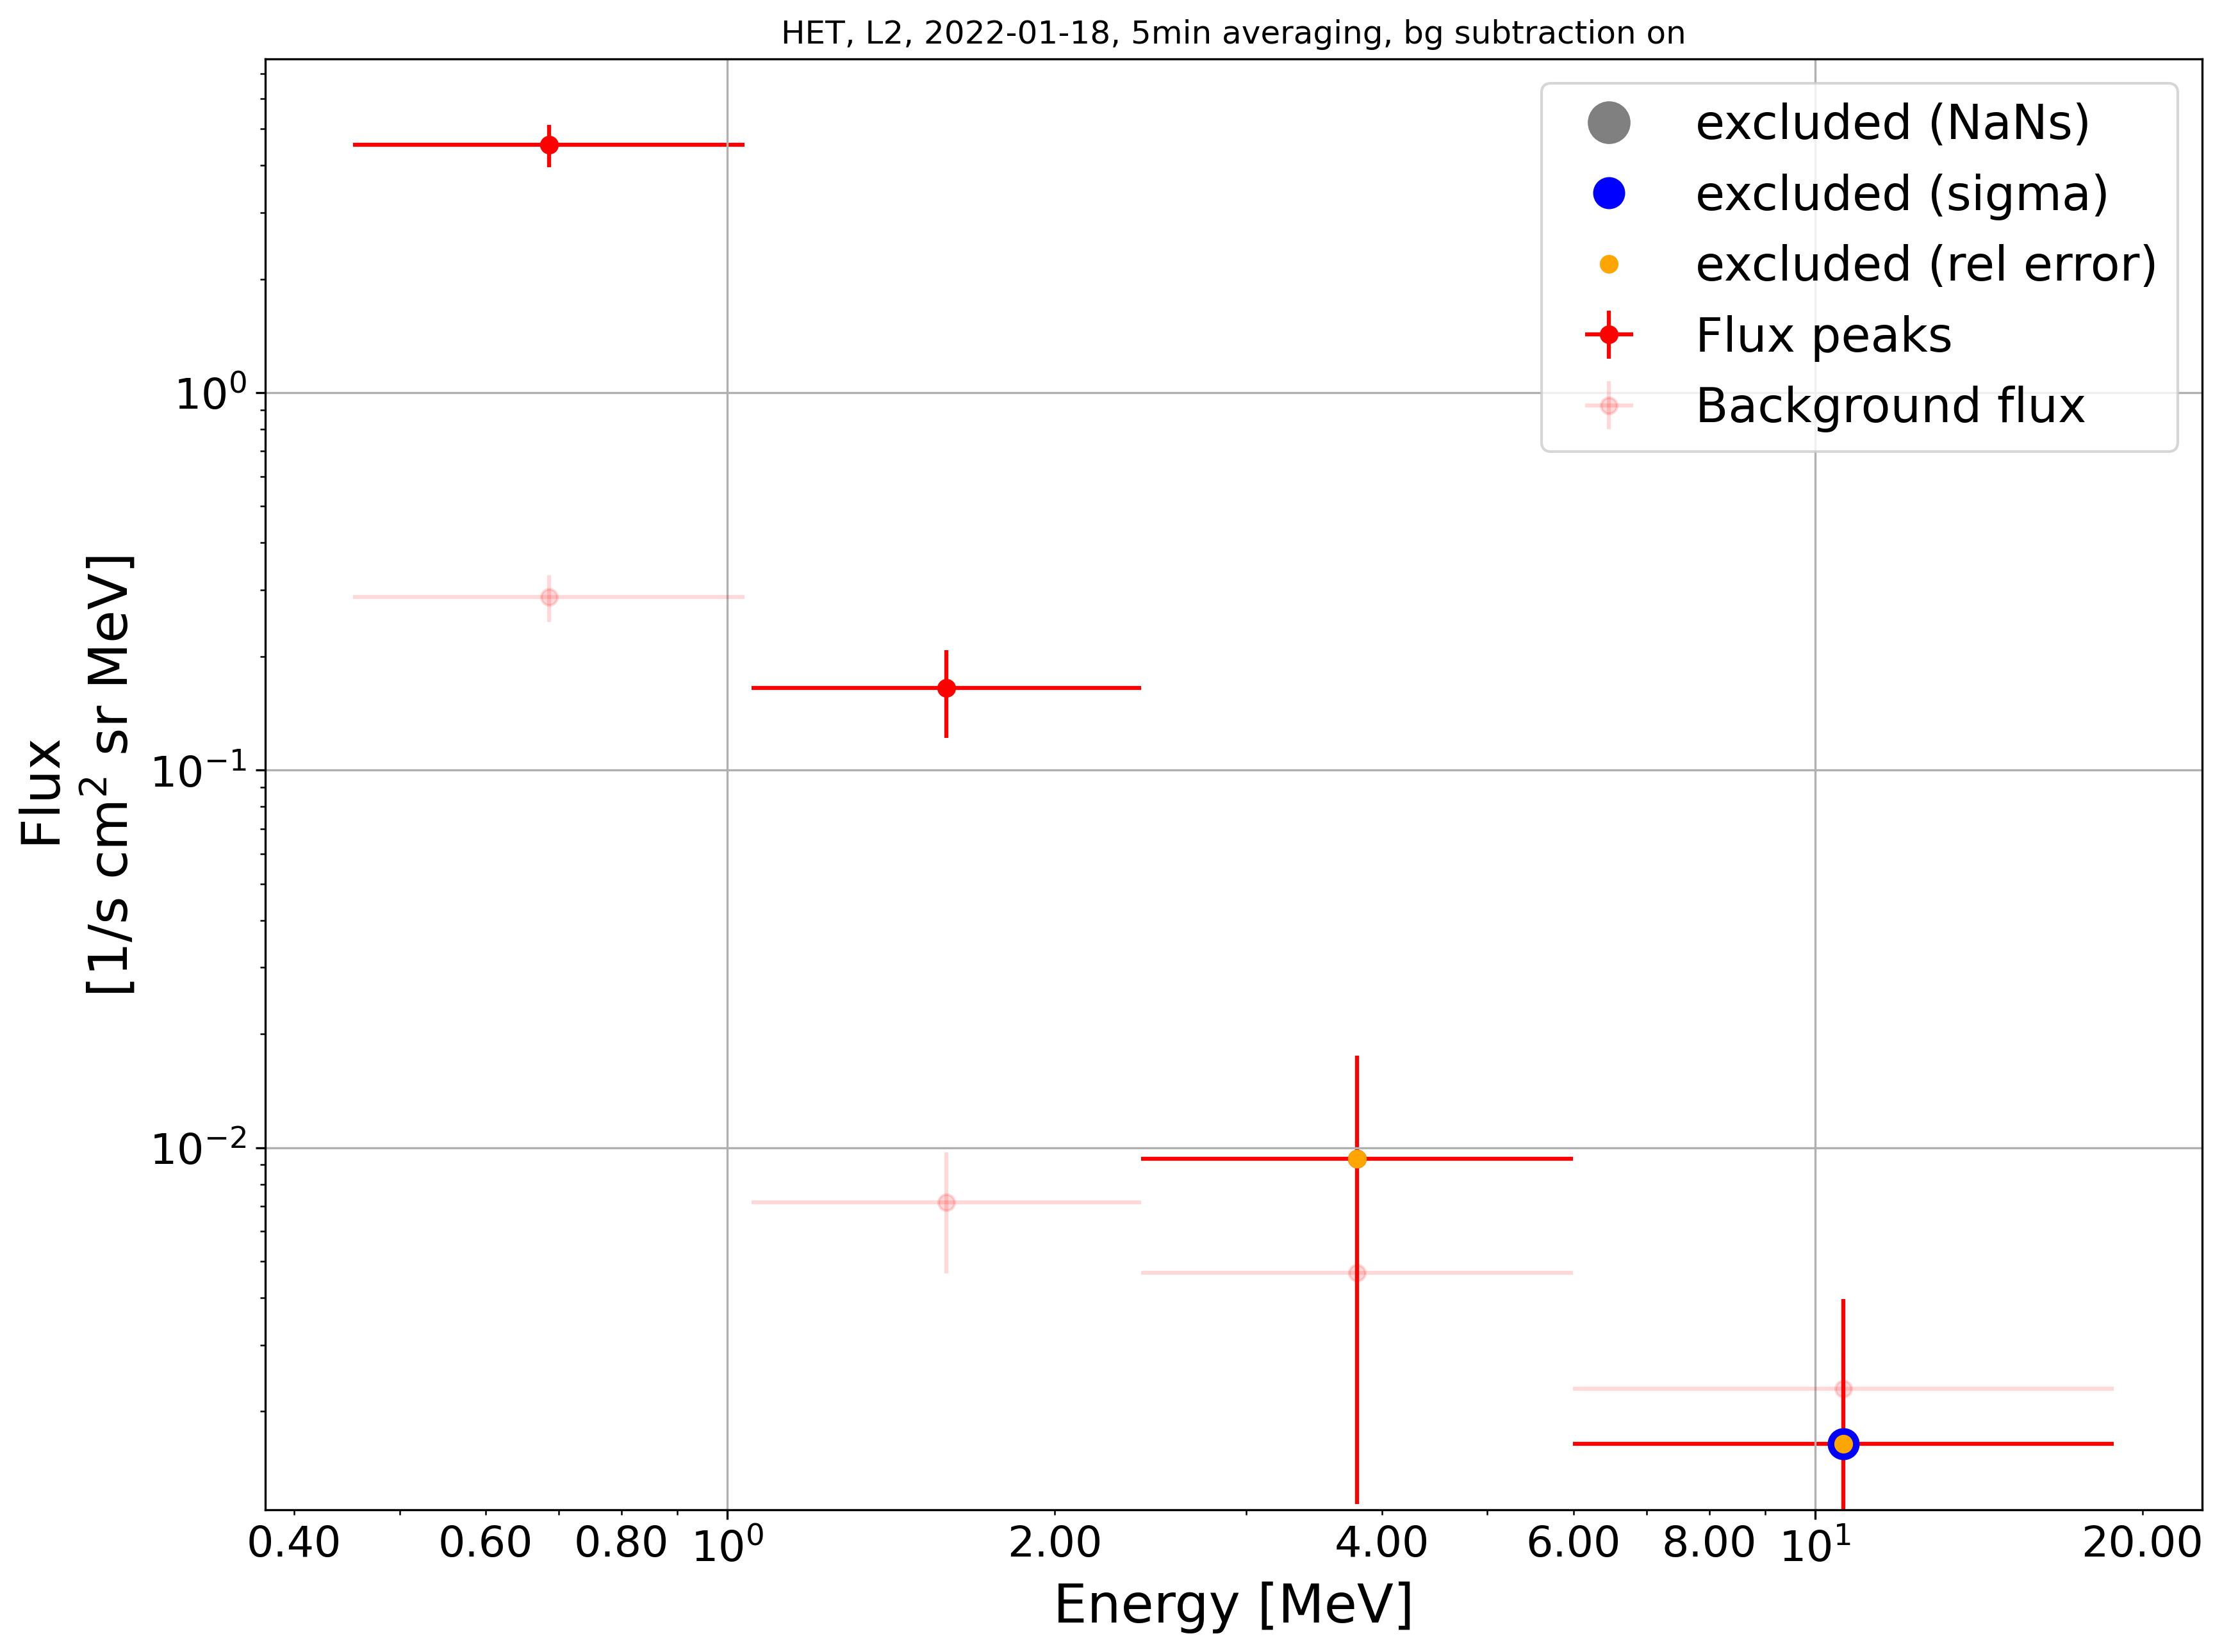 HET, L2, 2022-01-18, 5min averaging, bg subtraction on
excluded (NaNs)
excluded (sigma)
excluded (rel error)
Flux peaks
Background flux
Flux
[1/s cm² sr MeV]
10⁰
10⁻¹
10⁻²
0.40 0.60 0.80 10⁰ 2.00 4.00 6.00 8.00 10¹ 20.00
Energy [MeV]